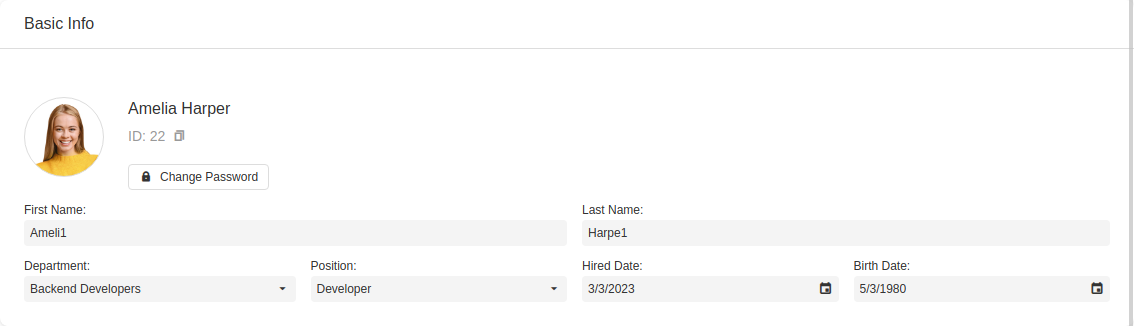 Basic Info
Amelia Harper
ID: 22
Change Password
First Name: Last Name:
Ameli1 Harpe1
Department: Position: Hired Date: Birth Date:
Backend Developers Developer 3/3/2023 5/3/1980